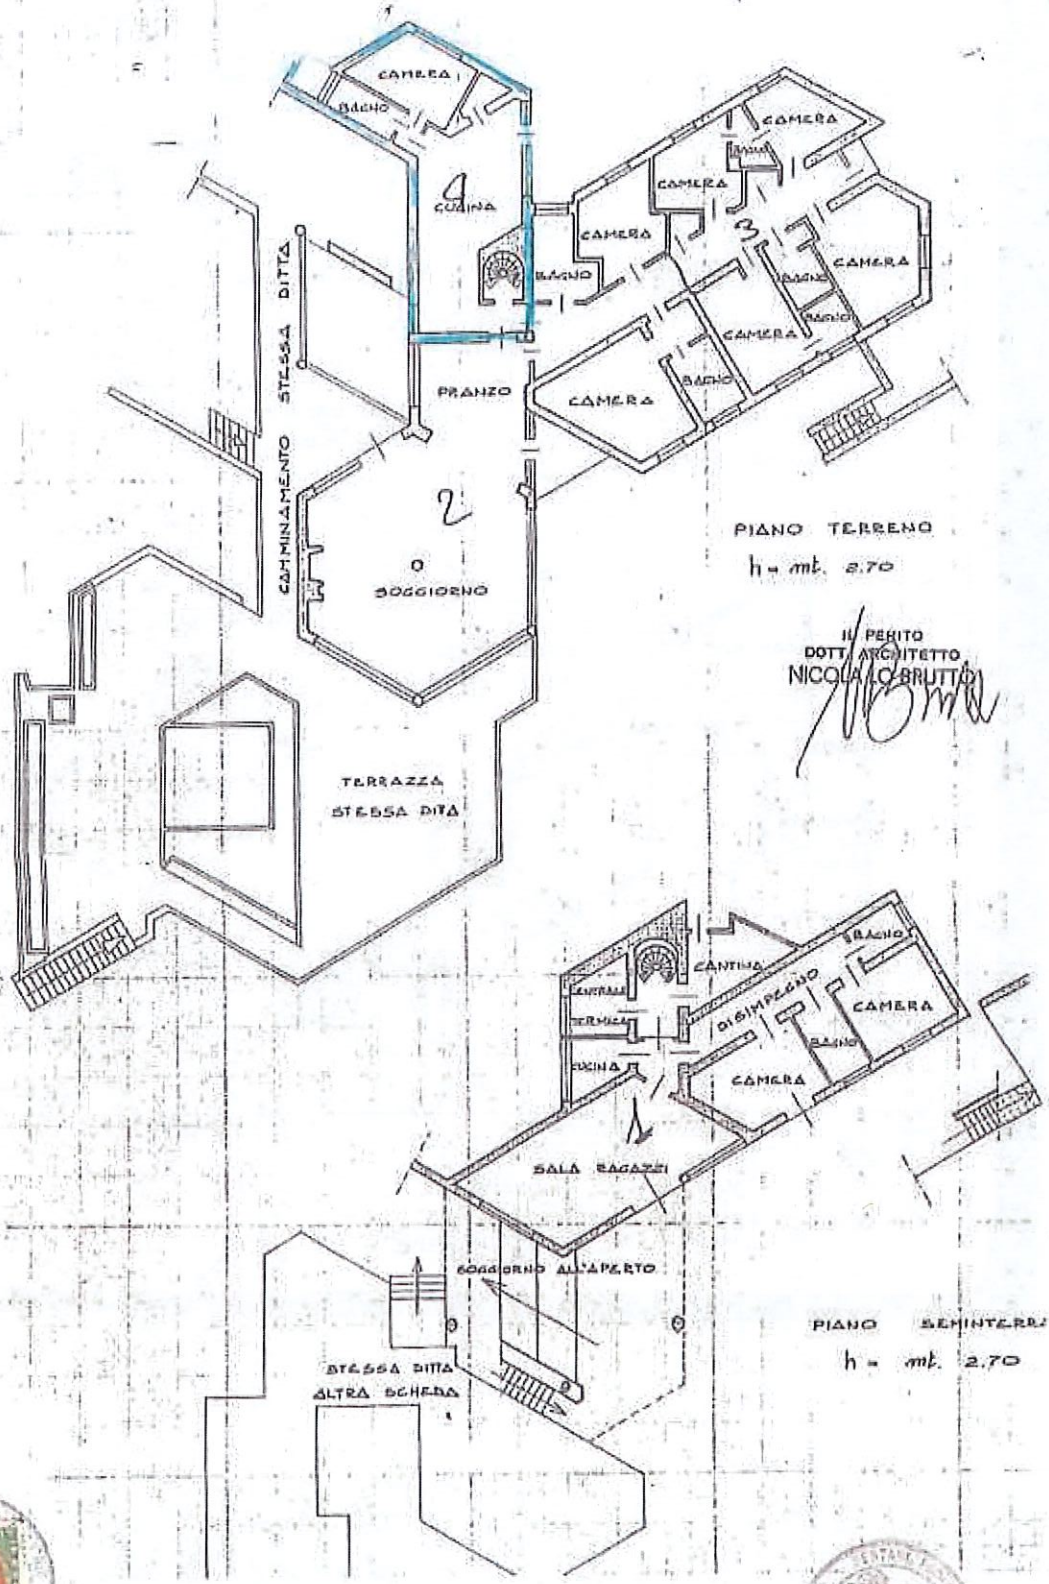 CAMERA
BAGNO
CUCINA
CAMERA
BAGNO
CAMERA
CAMERA
CAMERA
3
CAMERA
BAGNO
BAGNO
CAMERA
BAGNO
CAMERA
PRANZO
CAMMINAMENTO STESSA DITTA
2
SOGGIORNO
PIANO TERRENO
h = mt. 2.70
IL PERITO
DOTT. ARCHITETTO
NICOLA LO BRUTTO
TERRAZZA
STESSA DITA
CENTRALE
TERMICA
CANTINA
DISIMPEGNO
BAGNO
CAMERA
BAGNO
CAMERA
CUCINA
SALA RAGAZZI
SOGGIORNO ALL'APERTO
STESSA DITTA
ALTRA SCHEDA
PIANO SEMINTERR
h = mt. 2.70